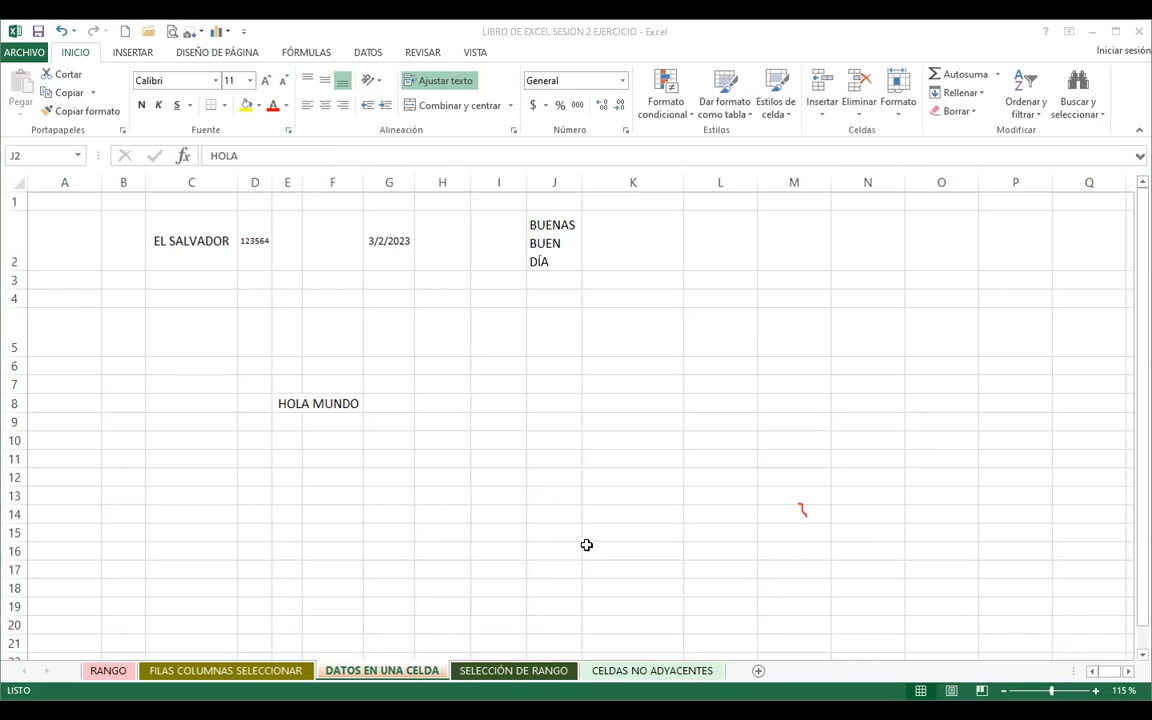 LIBRO DE EXCEL SESION 2 EJERCICIO - Excel
ARCHIVO INICIO INSERTAR DISEÑO DE PÁGINA FÓRMULAS DATOS REVISAR VISTA Iniciar sesión
Pegar
Cortar
Copiar
Copiar formato
Portapapeles
Calibri 11
N K S
Fuente
Ajustar texto
Combinar y centrar
Alineación
General
$ % 000
Número
Formato condicional
Dar formato como tabla
Estilos de celda
Estilos
Insertar Eliminar Formato
Celdas
Autosuma
Rellenar
Borrar
Ordenar y filtrar
Buscar y seleccionar
Modificar
J2 fx HOLA
A B C D E F G H I J K L M N O P Q
1
2 EL SALVADOR 123564 3/2/2023 BUENAS
BUEN
DÍA
3
4
5
6
7
8 HOLA MUNDO
9
10
11
12
13
14
15
16
17
18
19
20
21
RANGO FILAS COLUMNAS SELECCIONAR DATOS EN UNA CELDA SELECCIÓN DE RANGO CELDAS NO ADYACENTES
LISTO 115 %